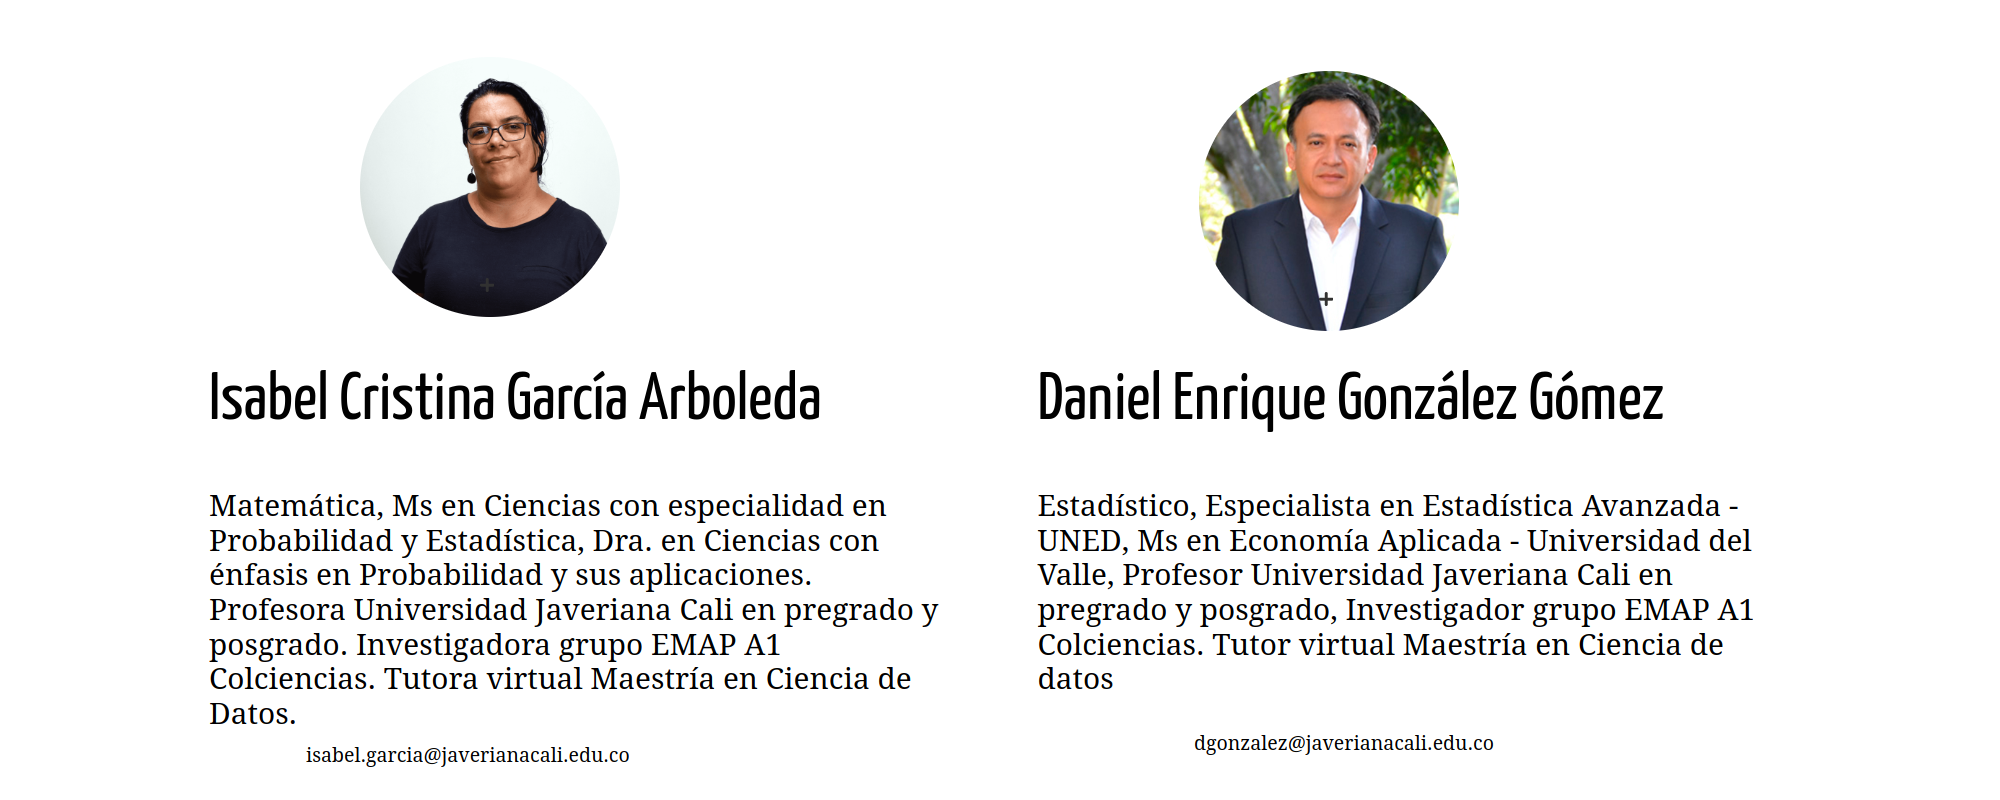 Isabel Cristina García Arboleda
Matemática, Ms en Ciencias con especialidad en
Probabilidad y Estadística, Dra. en Ciencias con
énfasis en Probabilidad y sus aplicaciones.
Profesora Universidad Javeriana Cali en pregrado y
posgrado. Investigadora grupo EMAP A1
Colciencias. Tutora virtual Maestría en Ciencia de
Datos.
isabel.garcia@javerianacali.edu.co
Daniel Enrique González Gómez
Estadístico, Especialista en Estadística Avanzada -
UNED, Ms en Economía Aplicada - Universidad del
Valle, Profesor Universidad Javeriana Cali en
pregrado y posgrado, Investigador grupo EMAP A1
Colciencias. Tutor virtual Maestría en Ciencia de
datos
dgonzalez@javerianacali.edu.co